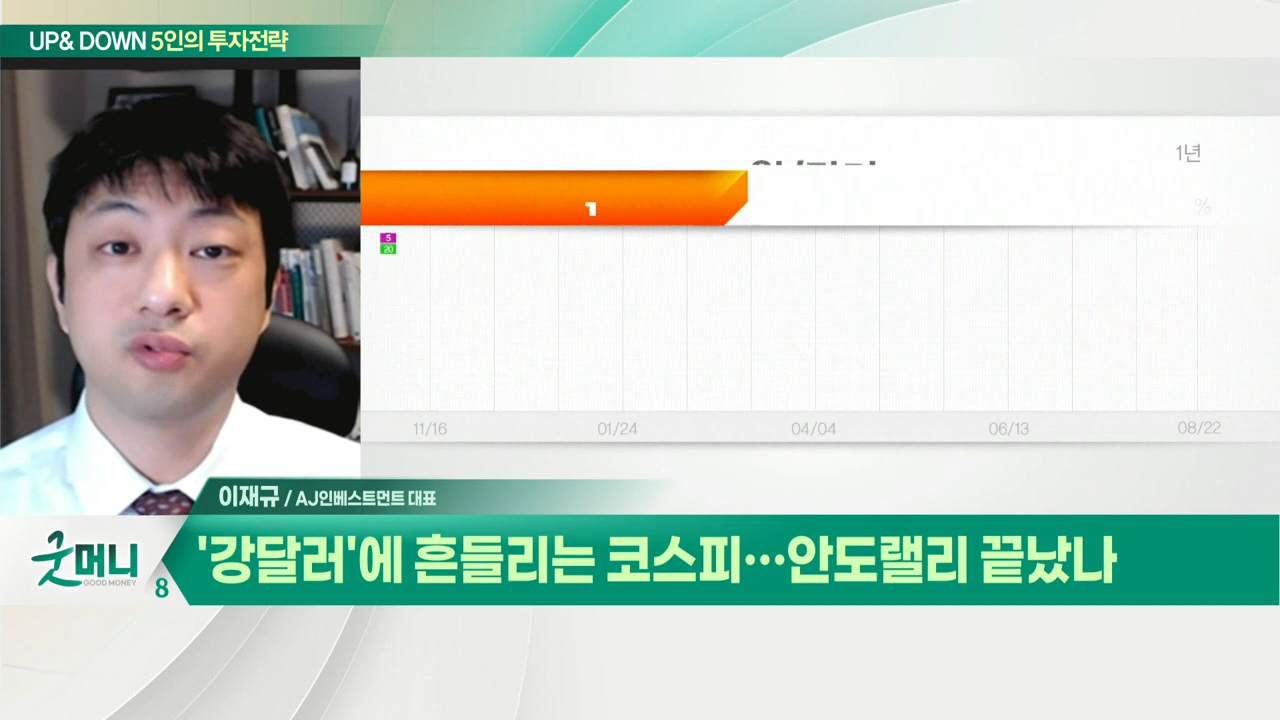 UP& DOWN 5인의 투자전략
1년
%
5
20
11/16 01/24 04/04 06/13 08/22
이재규 / AJ인베스트먼트 대표
굿머니
GOOD MONEY
8
'강달러'에 흔들리는 코스피…안도랠리 끝났나